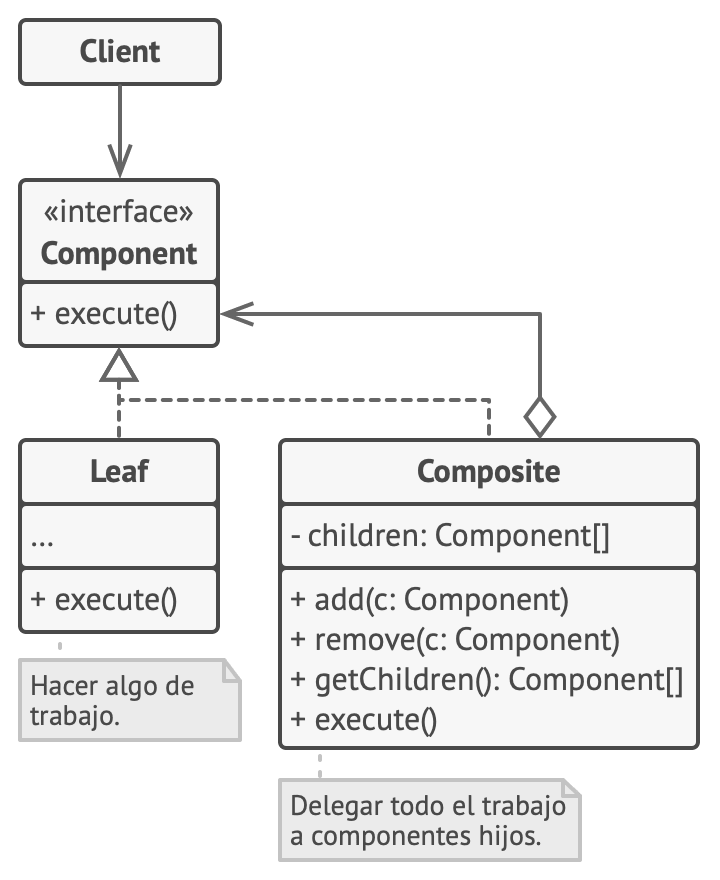 Client
«interface»
Component
+ execute()
Leaf
...
+ execute()
Hacer algo de
trabajo.
Composite
- children: Component[]
+ add(c: Component)
+ remove(c: Component)
+ getChildren(): Component[]
+ execute()
Delegar todo el trabajo
a componentes hijos.